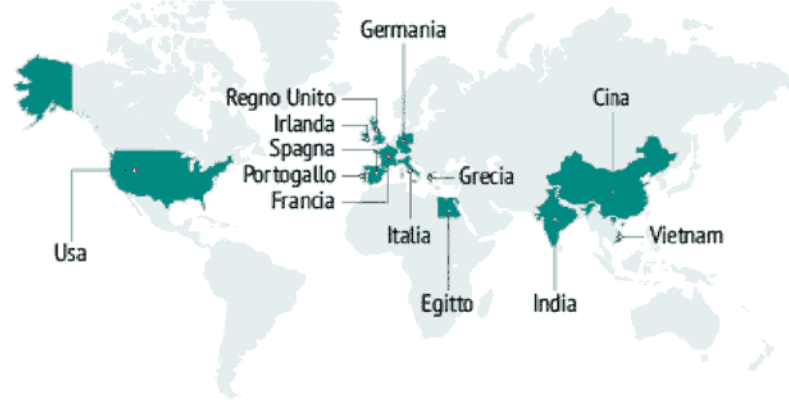 Germania
Regno Unito
Cina
Irlanda
Spagna
Portogallo
Grecia
Francia
Italia
Vietnam
Usa
Egitto
India